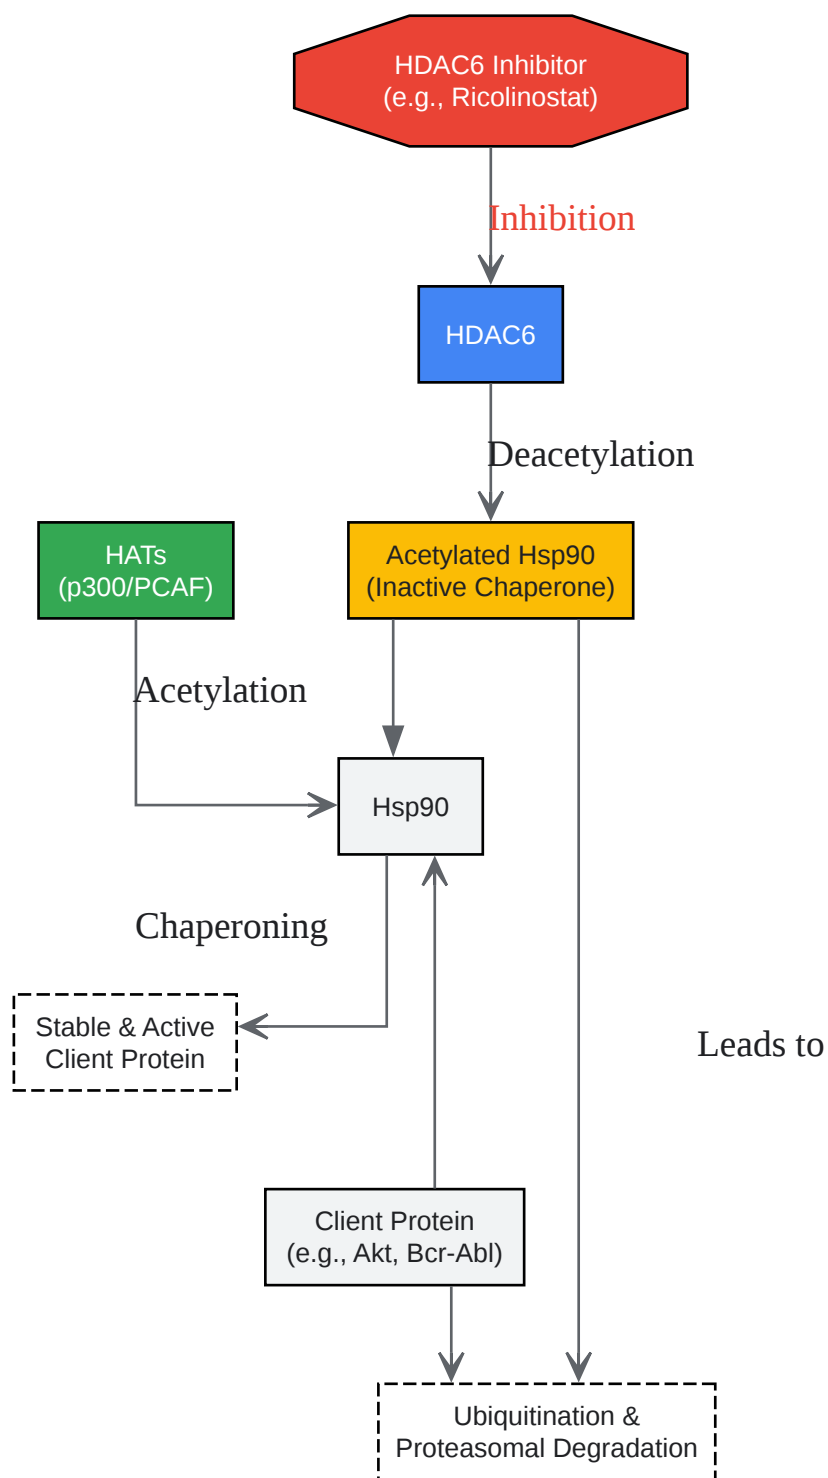 HDAC6 Inhibitor
(e.g., Ricolinostat)
Inhibition
HDAC6
Deacetylation
HATs
(p300/PCAF)
Acetylated Hsp90
(Inactive Chaperone)
Acetylation
Hsp90
Chaperoning
Stable & Active
Client Protein
Leads to
Client Protein
(e.g., Akt, Bcr-Abl)
Ubiquitination &
Proteasomal Degradation